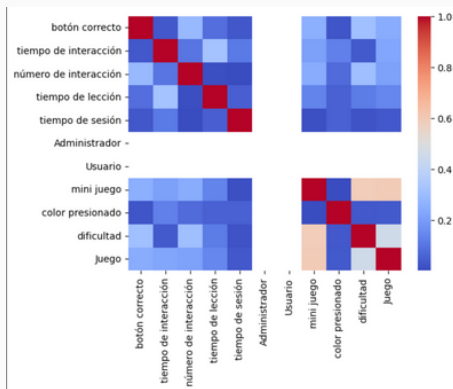 botón correcto
tiempo de interacción
número de interacción
tiempo de lección
tiempo de sesión
Administrador
Usuario
mini juego
color presionado
dificultad
Juego
botón correcto
tiempo de interacción
número de interacción
tiempo de lección
tiempo de sesión
Administrador
Usuario
mini juego
color presionado
dificultad
Juego
1.0
0.8
0.6
0.4
0.2